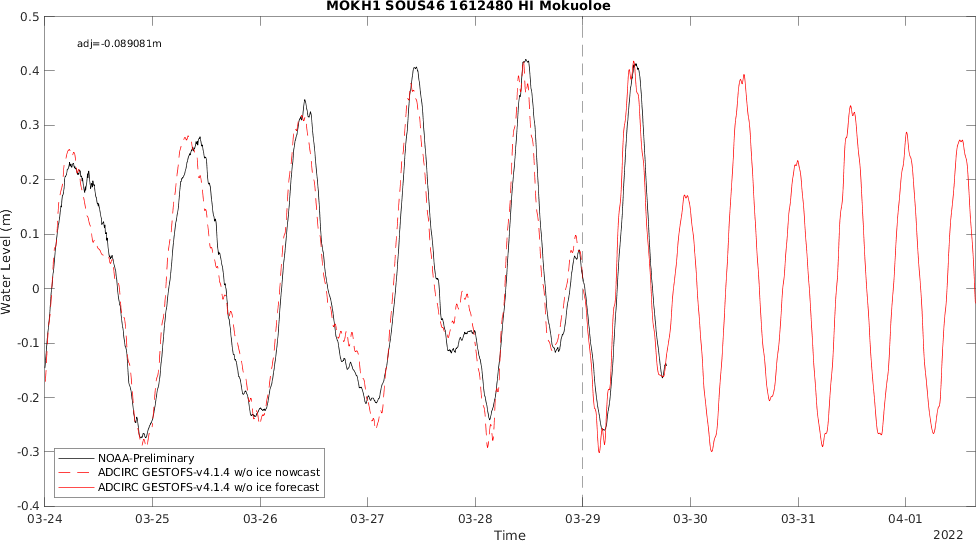 MOKH1 SOUS46 1612480 HI Mokuoloe
adj=-0.089081m
Water Level (m)
0.5
0.4
0.3
0.2
0.1
0
-0.1
-0.2
-0.3
-0.4
NOAA-Preliminary
ADCIRC GESTOFS-v4.1.4 w/o ice nowcast
ADCIRC GESTOFS-v4.1.4 w/o ice forecast
03-24 03-25 03-26 03-27 03-28 03-29 03-30 03-31 04-01
Time
2022